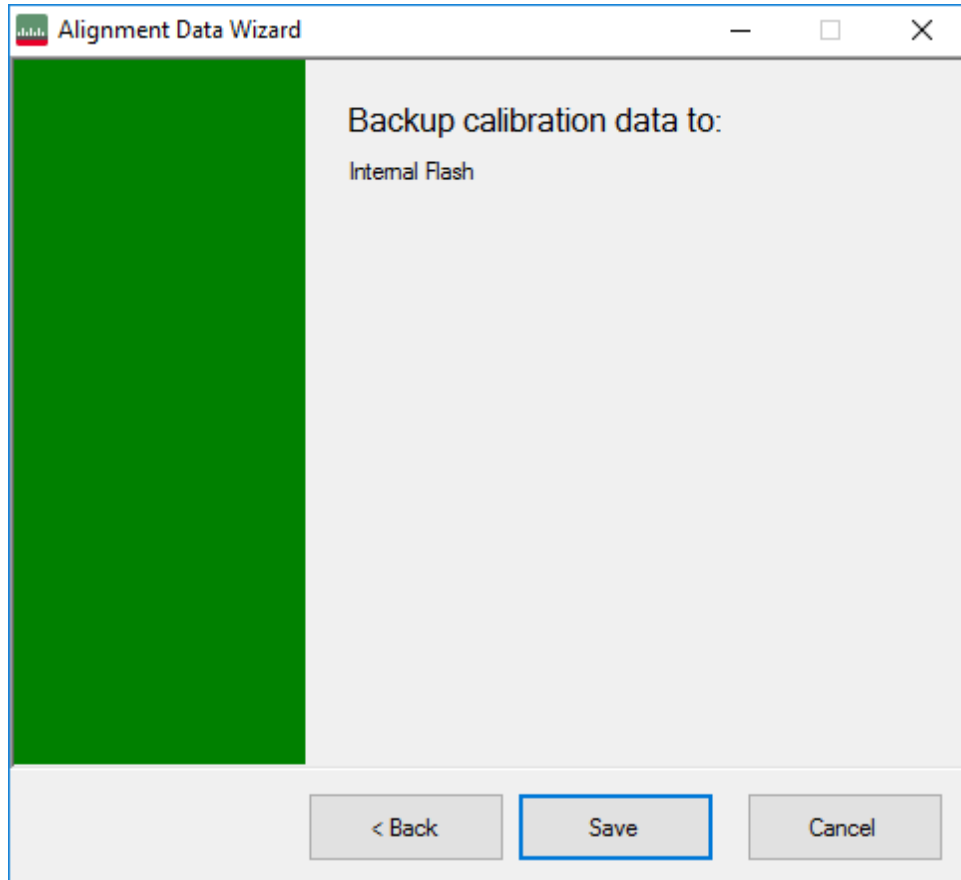 Alignment Data Wizard
Backup calibration data to:
Internal Flash
< Back
Save
Cancel